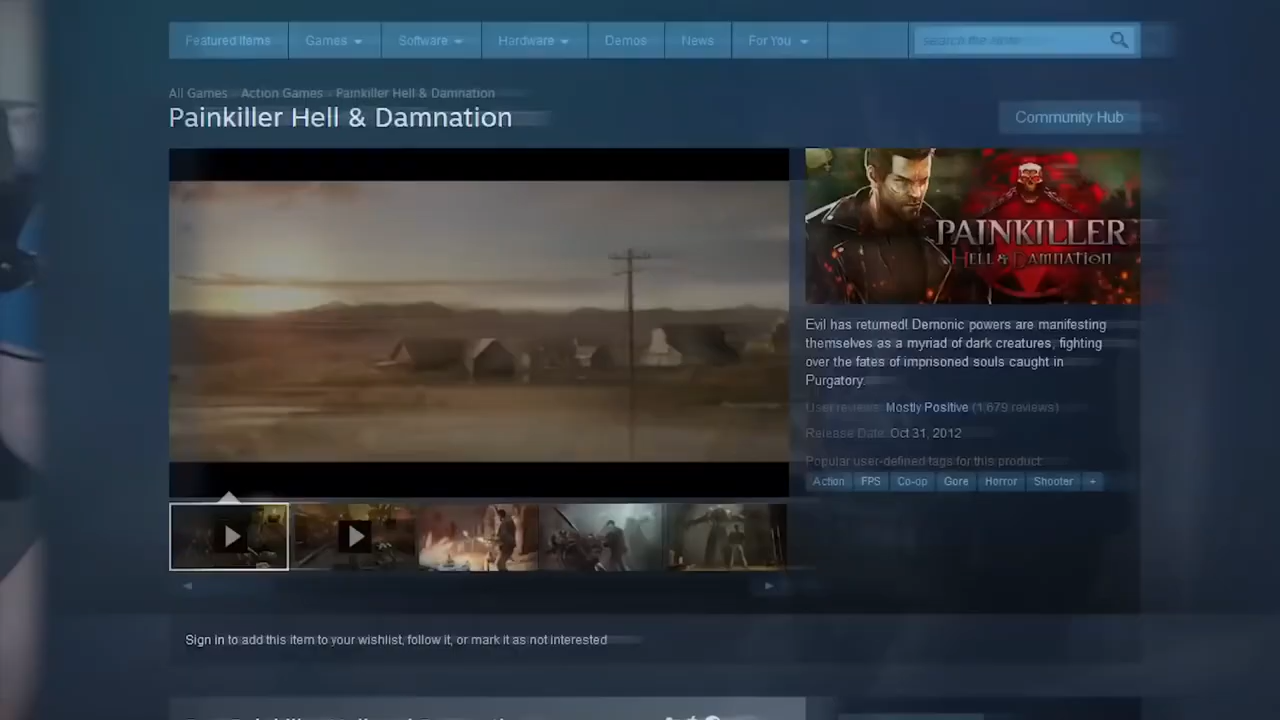 Featured Items Games Software Hardware Demos News For You search the store
All Games Action Games Painkiller Hell & Damnation
Painkiller Hell & Damnation
Community Hub
PAINKILLER
HELL & DAMNATION
Evil has returned! Demonic powers are manifesting
themselves as a myriad of dark creatures, fighting
over the fates of imprisoned souls caught in
Purgatory.
User reviews: Mostly Positive (1,679 reviews)
Release Date: Oct 31, 2012
Popular user-defined tags for this product:
Action FPS Co-op Gore Horror Shooter +
Sign in to add this item to your wishlist, follow it, or mark it as not interested